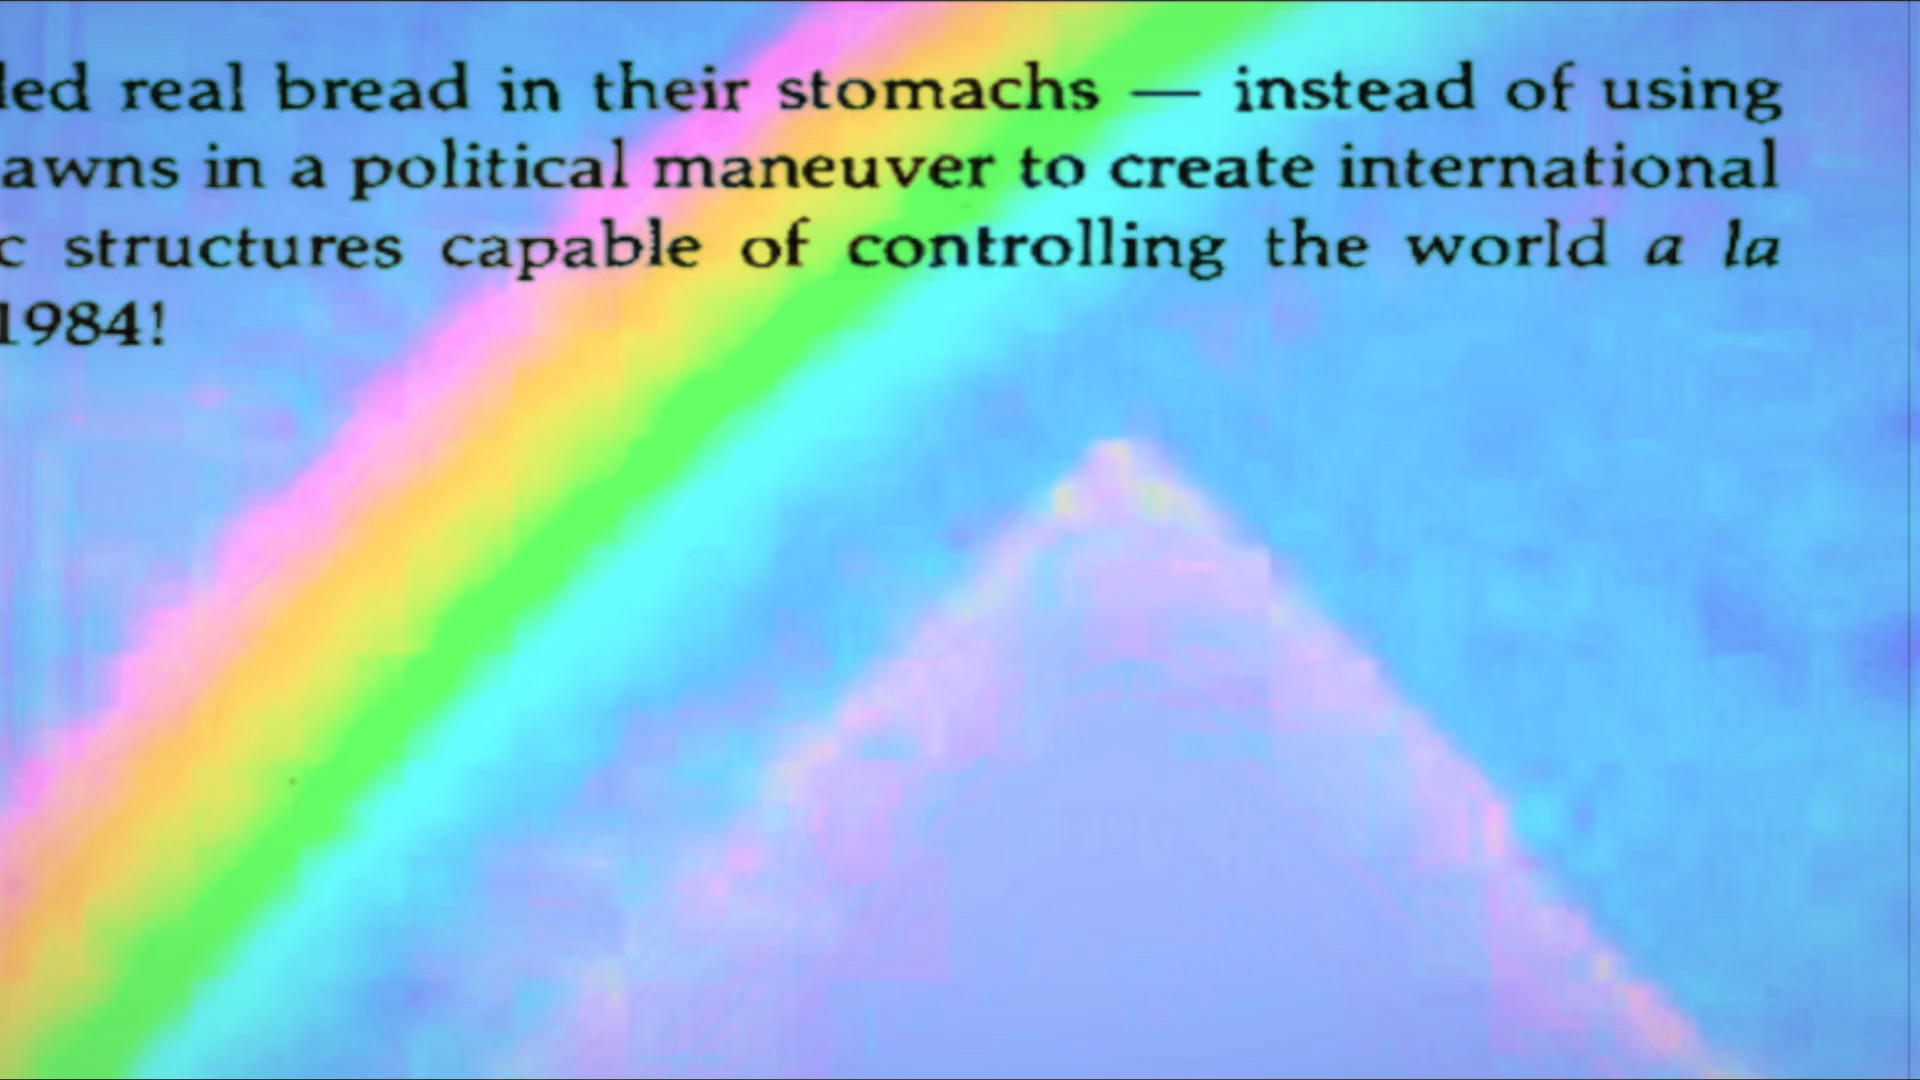 led real bread in their stomachs — instead of using
awns in a political maneuver to create international
c structures capable of controlling the world a la
1984!